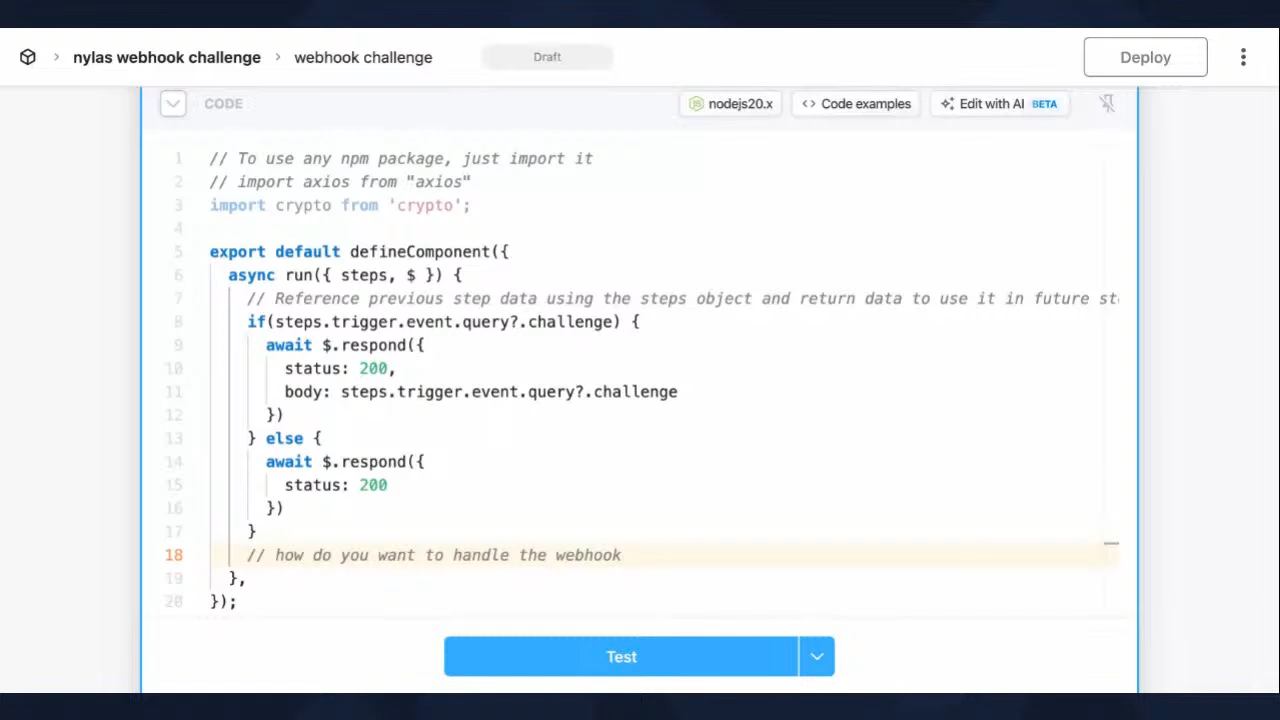 nylas webhook challenge > webhook challenge Draft Deploy
CODE nodejs20.x <> Code examples Edit with AI BETA
1 // To use any npm package, just import it
2 // import axios from "axios"
3 import crypto from 'crypto';
4
5 export default defineComponent({
6 async run({ steps, $ }) {
7 // Reference previous step data using the steps object and return data to use it in future st
8 if(steps.trigger.event.query?.challenge) {
9 await $.respond({
10 status: 200,
11 body: steps.trigger.event.query?.challenge
12 })
13 } else {
14 await $.respond({
15 status: 200
16 })
17 }
18 // how do you want to handle the webhook
19 },
20 });
Test